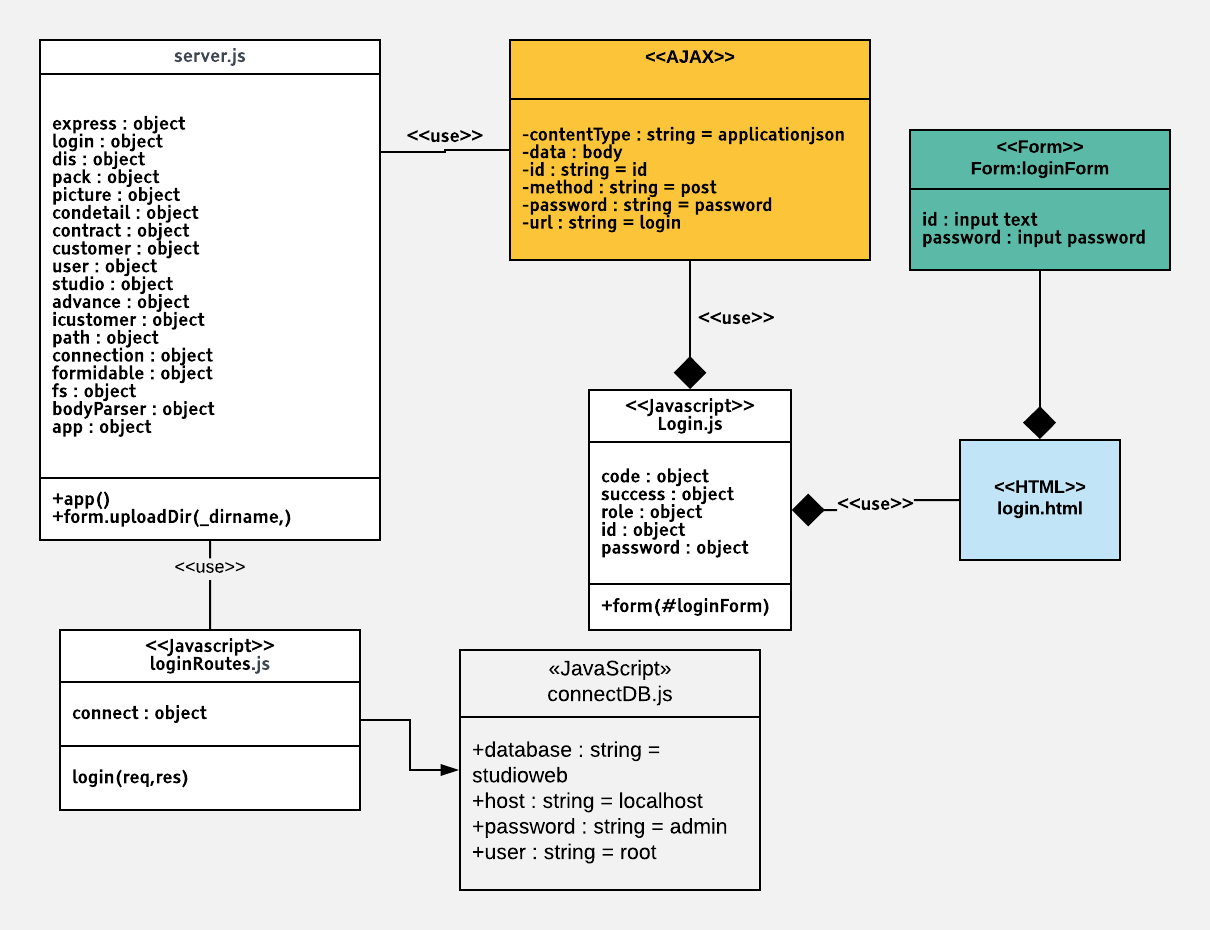 server.js
express : object
login : object
dis : object
pack : object
picture : object
condetail : object
contract : object
customer : object
user : object
studio : object
advance : object
icustomer : object
path : object
connection : object
formidable : object
fs : object
bodyParser : object
app : object
+app()
+form.uploadDir(_dirname,)
<<use>>
<<AJAX>>
-contentType : string = applicationjson
-data : body
-id : string = id
-method : string = post
-password : string = password
-url : string = login
<<Form>>
Form:loginForm
id : input text
password : input password
<<use>>
<<Javascript>>
Login.js
code : object
success : object
role : object
id : object
password : object
+form(#loginForm)
<<use>>
<<HTML>>
login.html
<<use>>
<<Javascript>>
loginRoutes.js
connect : object
login(req,res)
«JavaScript»
connectDB.js
+database : string =
studioweb
+host : string = localhost
+password : string = admin
+user : string = root